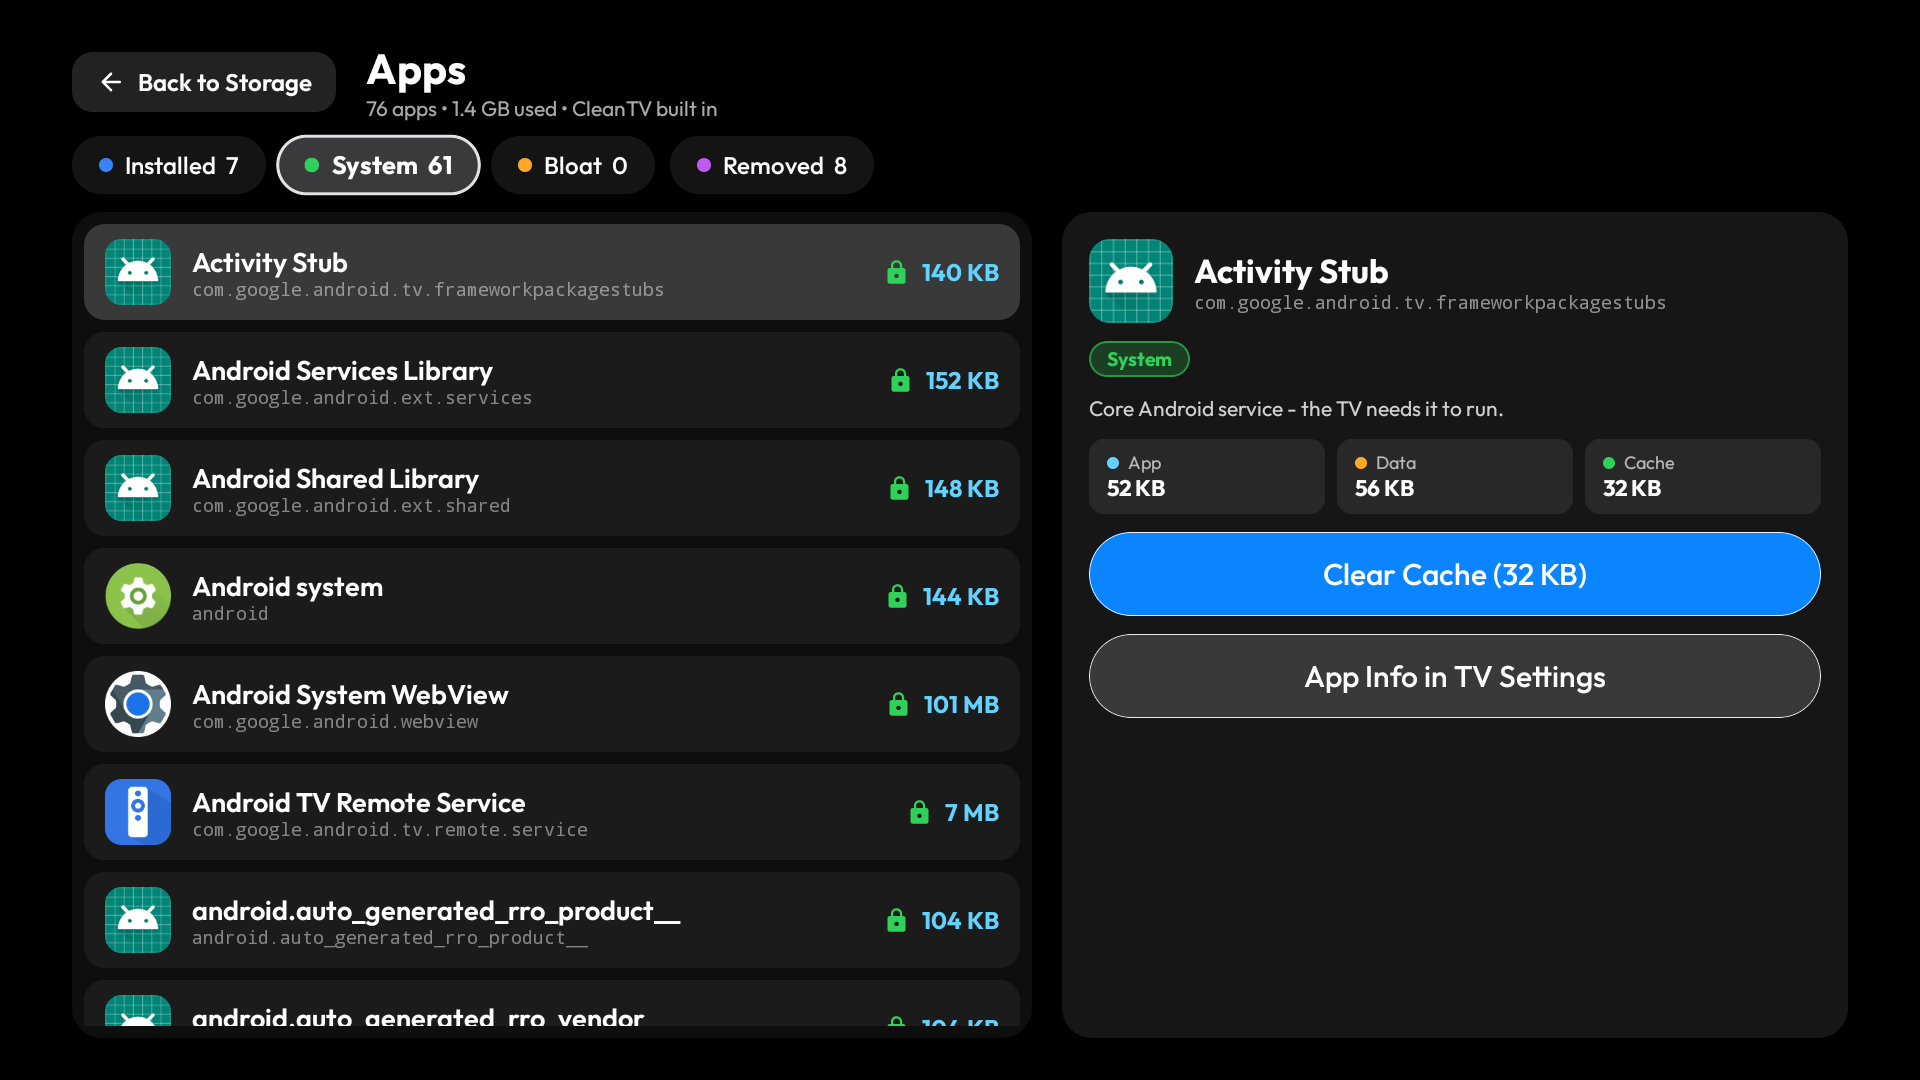 Back to Storage
Apps
76 apps • 1.4 GB used • CleanTV built in
Installed 7
System 61
Bloat 0
Removed 8
Activity Stub
com.google.android.tv.frameworkpackagestubs
140 KB
Android Services Library
com.google.android.ext.services
152 KB
Android Shared Library
com.google.android.ext.shared
148 KB
Android system
android
144 KB
Android System WebView
com.google.android.webview
101 MB
Android TV Remote Service
com.google.android.tv.remote.service
7 MB
android.auto_generated_rro_product__
android.auto_generated_rro_product__
104 KB
android.auto_generated_rro_vendor
104 KB
Activity Stub
com.google.android.tv.frameworkpackagestubs
System
Core Android service - the TV needs it to run.
App
52 KB
Data
56 KB
Cache
32 KB
Clear Cache (32 KB)
App Info in TV Settings